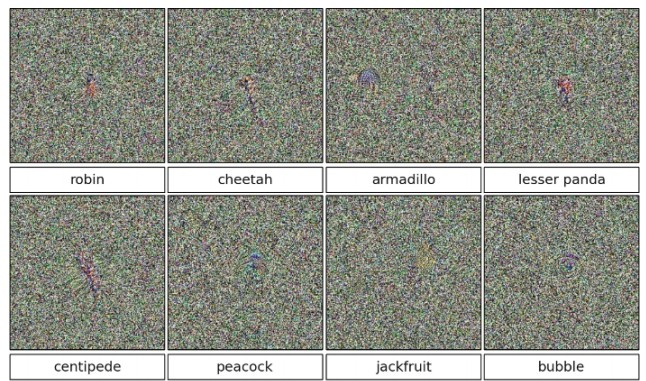 robin cheetah armadillo lesser panda
centipede peacock jackfruit bubble